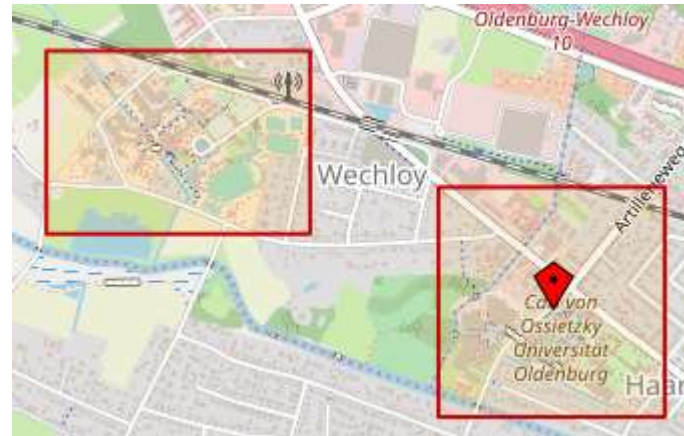 Oldenburg-Wechloy
10
Wechloy
Artillerieweg
Carl von
Ossietzky
Universität
Oldenburg
Haar